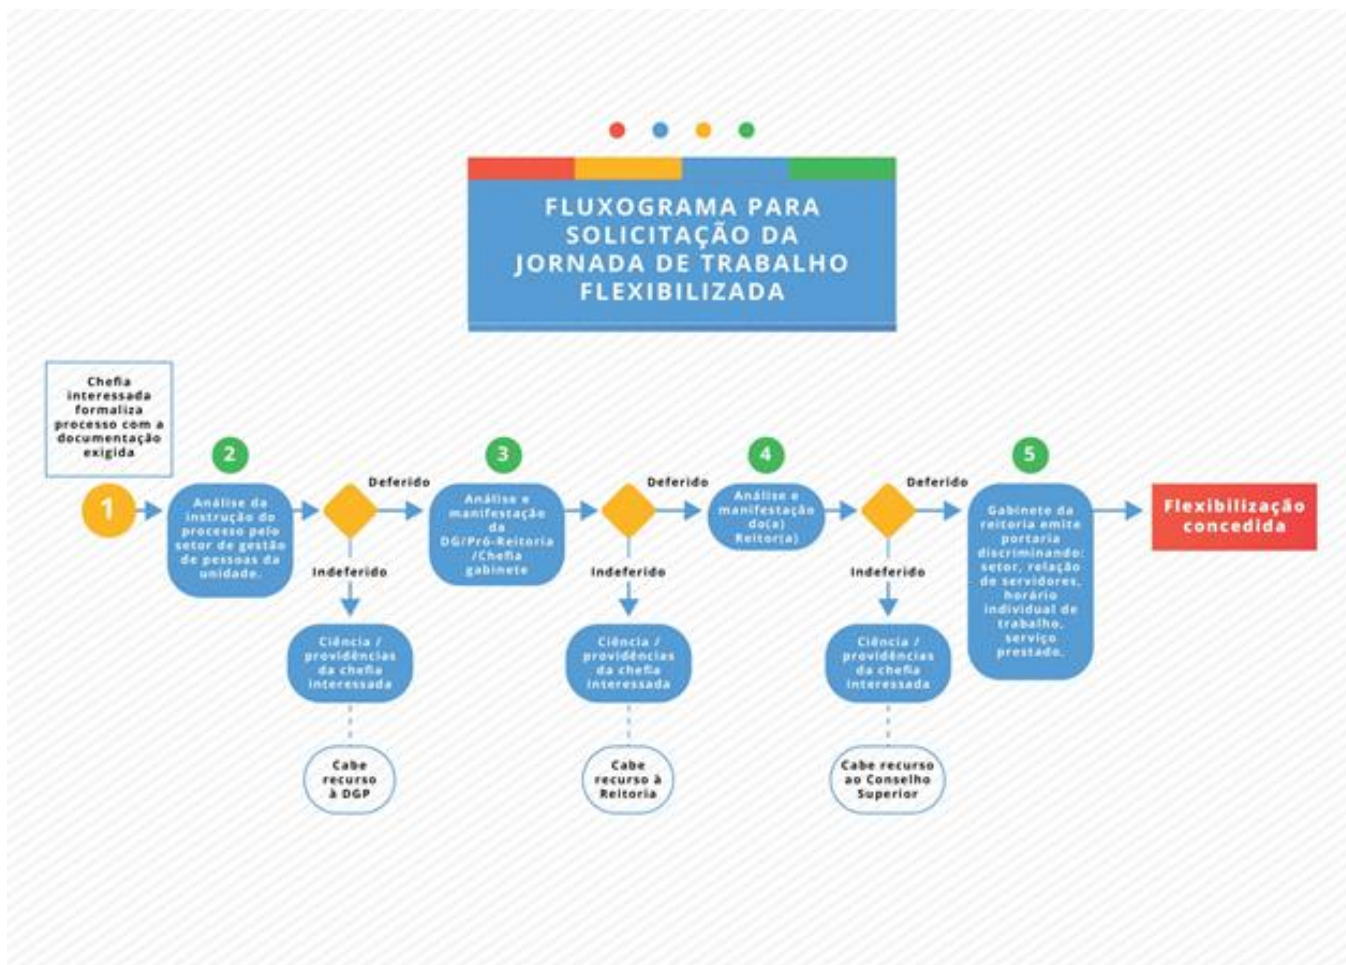 FLUXOGRAMA PARA
SOLICITAÇÃO DA
JORNADA DE TRABALHO
FLEXIBILIZADA
Chefia
interessada
formaliza
processo com a
documentação
exigida
1
2
Análise da
instrução do
processo pelo
setor de gestão
de pessoas da
unidade.
Deferido
Indeferido
Ciência /
providências
da chefia
interessada
Cabe
recurso
à DGP
3
Análise e
manifestação
da
DG/Pró-Reitoria
/Chefia
gabinete
Deferido
Indeferido
Ciência /
providências
da chefia
interessada
Cabe
recurso à
Reitoria
4
Análise e
manifestação
do(a)
Reitor(a)
Deferido
Indeferido
Ciência /
providências
da chefia
interessada
Cabe recurso
ao Conselho
Superior
5
Gabinete da
reitoria emite
portaria
discriminando:
setor, relação
de servidores,
horário
individual de
trabalho,
serviço
prestado.
Flexibilização
concedida